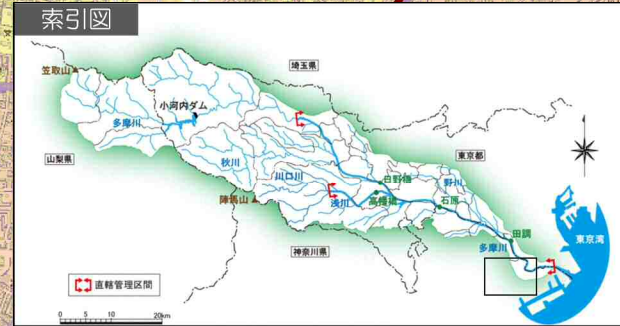 索引図
笠取山
埼玉県
小河内ダム
多摩川
山梨県
秋川
東京都
日野橋
野川
川口川
浅川
高幡橋
石原
陣馬山
田調
多摩川
東京湾
神奈川県
直轄管理区間
0 5 10 20km